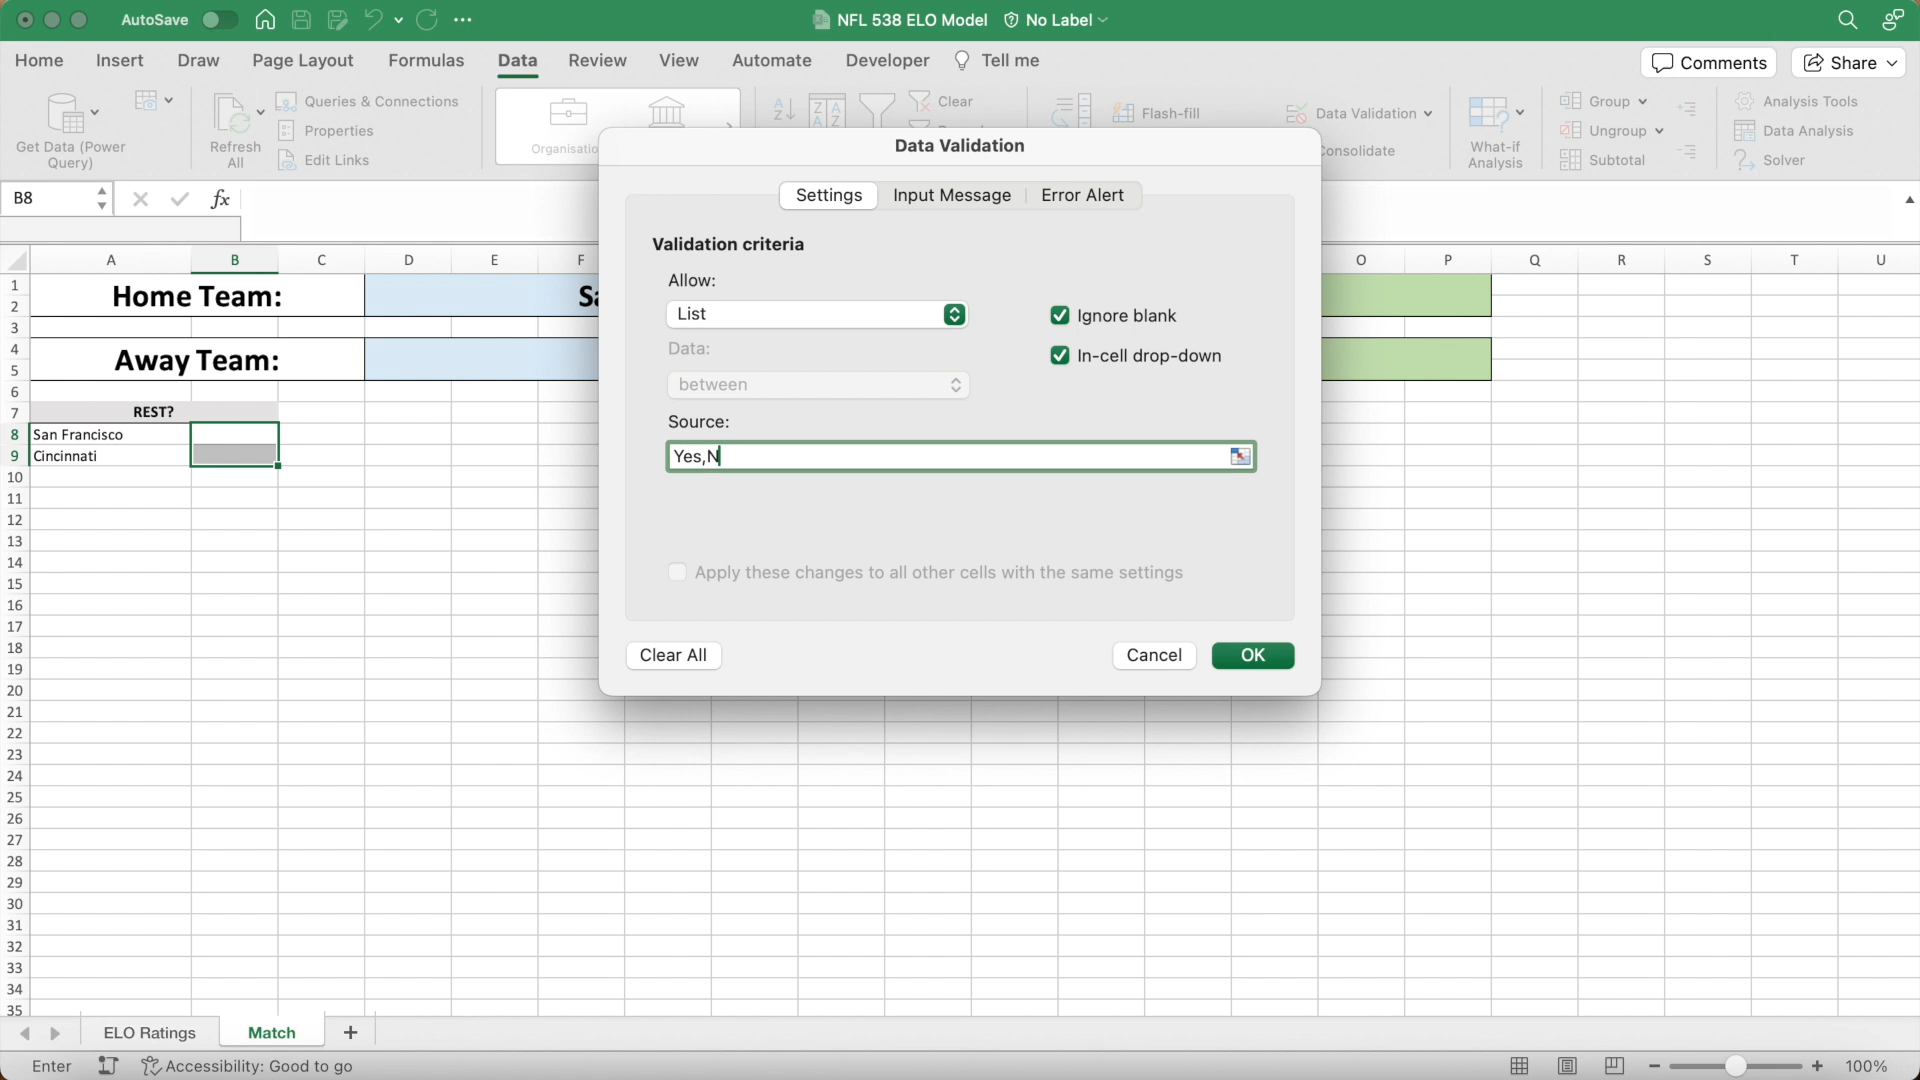 AutoSave
NFL 538 ELO Model
No Label
Home
Insert
Draw
Page Layout
Formulas
Data
Review
View
Automate
Developer
Tell me
Comments
Share
Get Data (Power
Query)
Refresh
All
Queries & Connections
Properties
Edit Links
Clear
Flash-fill
Data Validation
What-if
Analysis
Group
Ungroup
Subtotal
Analysis Tools
Data Analysis
Solver
B8
fx
Data Validation
Settings
Input Message
Error Alert
Validation criteria
Allow:
List
Ignore blank
Data:
In-cell drop-down
between
Source:
Yes,N
Apply these changes to all other cells with the same settings
Clear All
Cancel
OK
A B C D E F O P Q R S T U
1
Home Team:
2
3
4
Away Team:
5
6
7 REST?
8 San Francisco
9 Cincinnati
10
11
12
13
14
15
16
17
18
19
20
21
22
23
24
25
26
27
28
29
30
31
32
33
34
35
ELO Ratings
Match
Enter
Accessibility: Good to go
100%